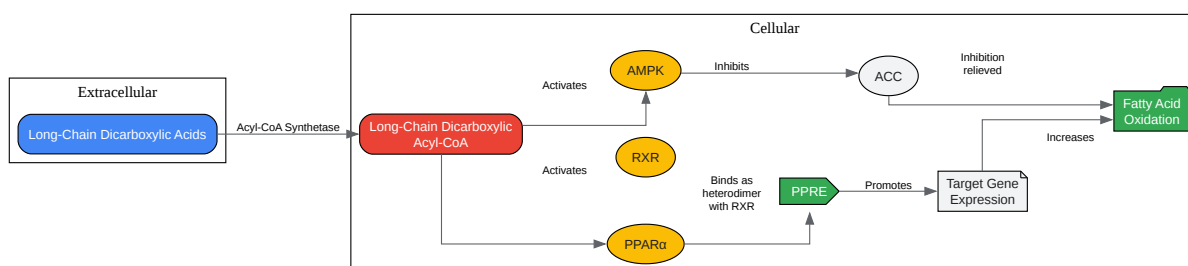 Extracellular
Long-Chain Dicarboxylic Acids
Acyl-CoA Synthetase
Cellular
Long-Chain Dicarboxylic
Acyl-CoA
Activates
AMPK
Inhibits
ACC
Inhibition
relieved
Fatty Acid
Oxidation
RXR
Activates
PPARα
Binds as
heterodimer
with RXR
PPRE
Promotes
Target Gene
Expression
Increases